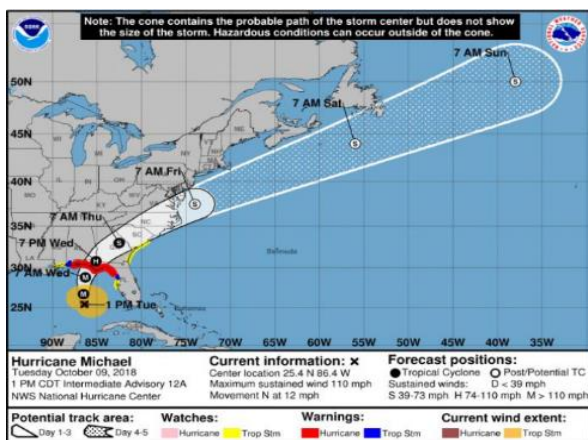 Note: The cone contains the probable path of the storm center but does not show
the size of the storm. Hazardous conditions can occur outside of the cone.
7 AM Sun
50N
7 AM Sat
45N
40N
7 AM Fri
7 AM Thu
35N
7 PM Wed
Bermuda
30N
7 AM Wed
1 PM Tue
25N
Bahamas
90W 85W 80W 75W 70W 65W 60W 55W 50W 45W 40W 35W
Hurricane Michael
Tuesday October 09, 2018
1 PM CDT Intermediate Advisory 12A
NWS National Hurricane Center
Current information: ×
Center location 25.4 N 86.4 W
Maximum sustained wind 110 mph
Movement N at 12 mph
Forecast positions:
● Tropical Cyclone ○ Post/Potential TC
Sustained winds: D < 39 mph
S 39-73 mph H 74-110 mph M > 110 mph
Potential track area:
Day 1-3 Day 4-5
Watches:
Hurricane Trop Stm
Warnings:
Hurricane Trop Stm
Current wind extent:
Hurricane Trop Stm